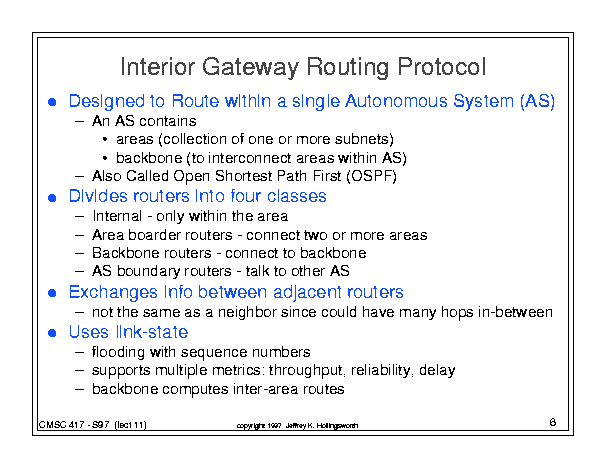 Interior Gateway Routing Protocol
● Designed to Route within a single Autonomous System (AS)
– An AS contains
• areas (collection of one or more subnets)
• backbone (to interconnect areas within AS)
– Also Called Open Shortest Path First (OSPF)
● Divides routers into four classes
– Internal - only within the area
– Area boarder routers - connect two or more areas
– Backbone routers - connect to backbone
– AS boundary routers - talk to other AS
● Exchanges info between adjacent routers
– not the same as a neighbor since could have many hops in-between
● Uses link-state
– flooding with sequence numbers
– supports multiple metrics: throughput, reliability, delay
– backbone computes inter-area routes
CMSC 417 - S97 (lect 11) copyright 1997 Jeffrey K. Hollingsworth 6